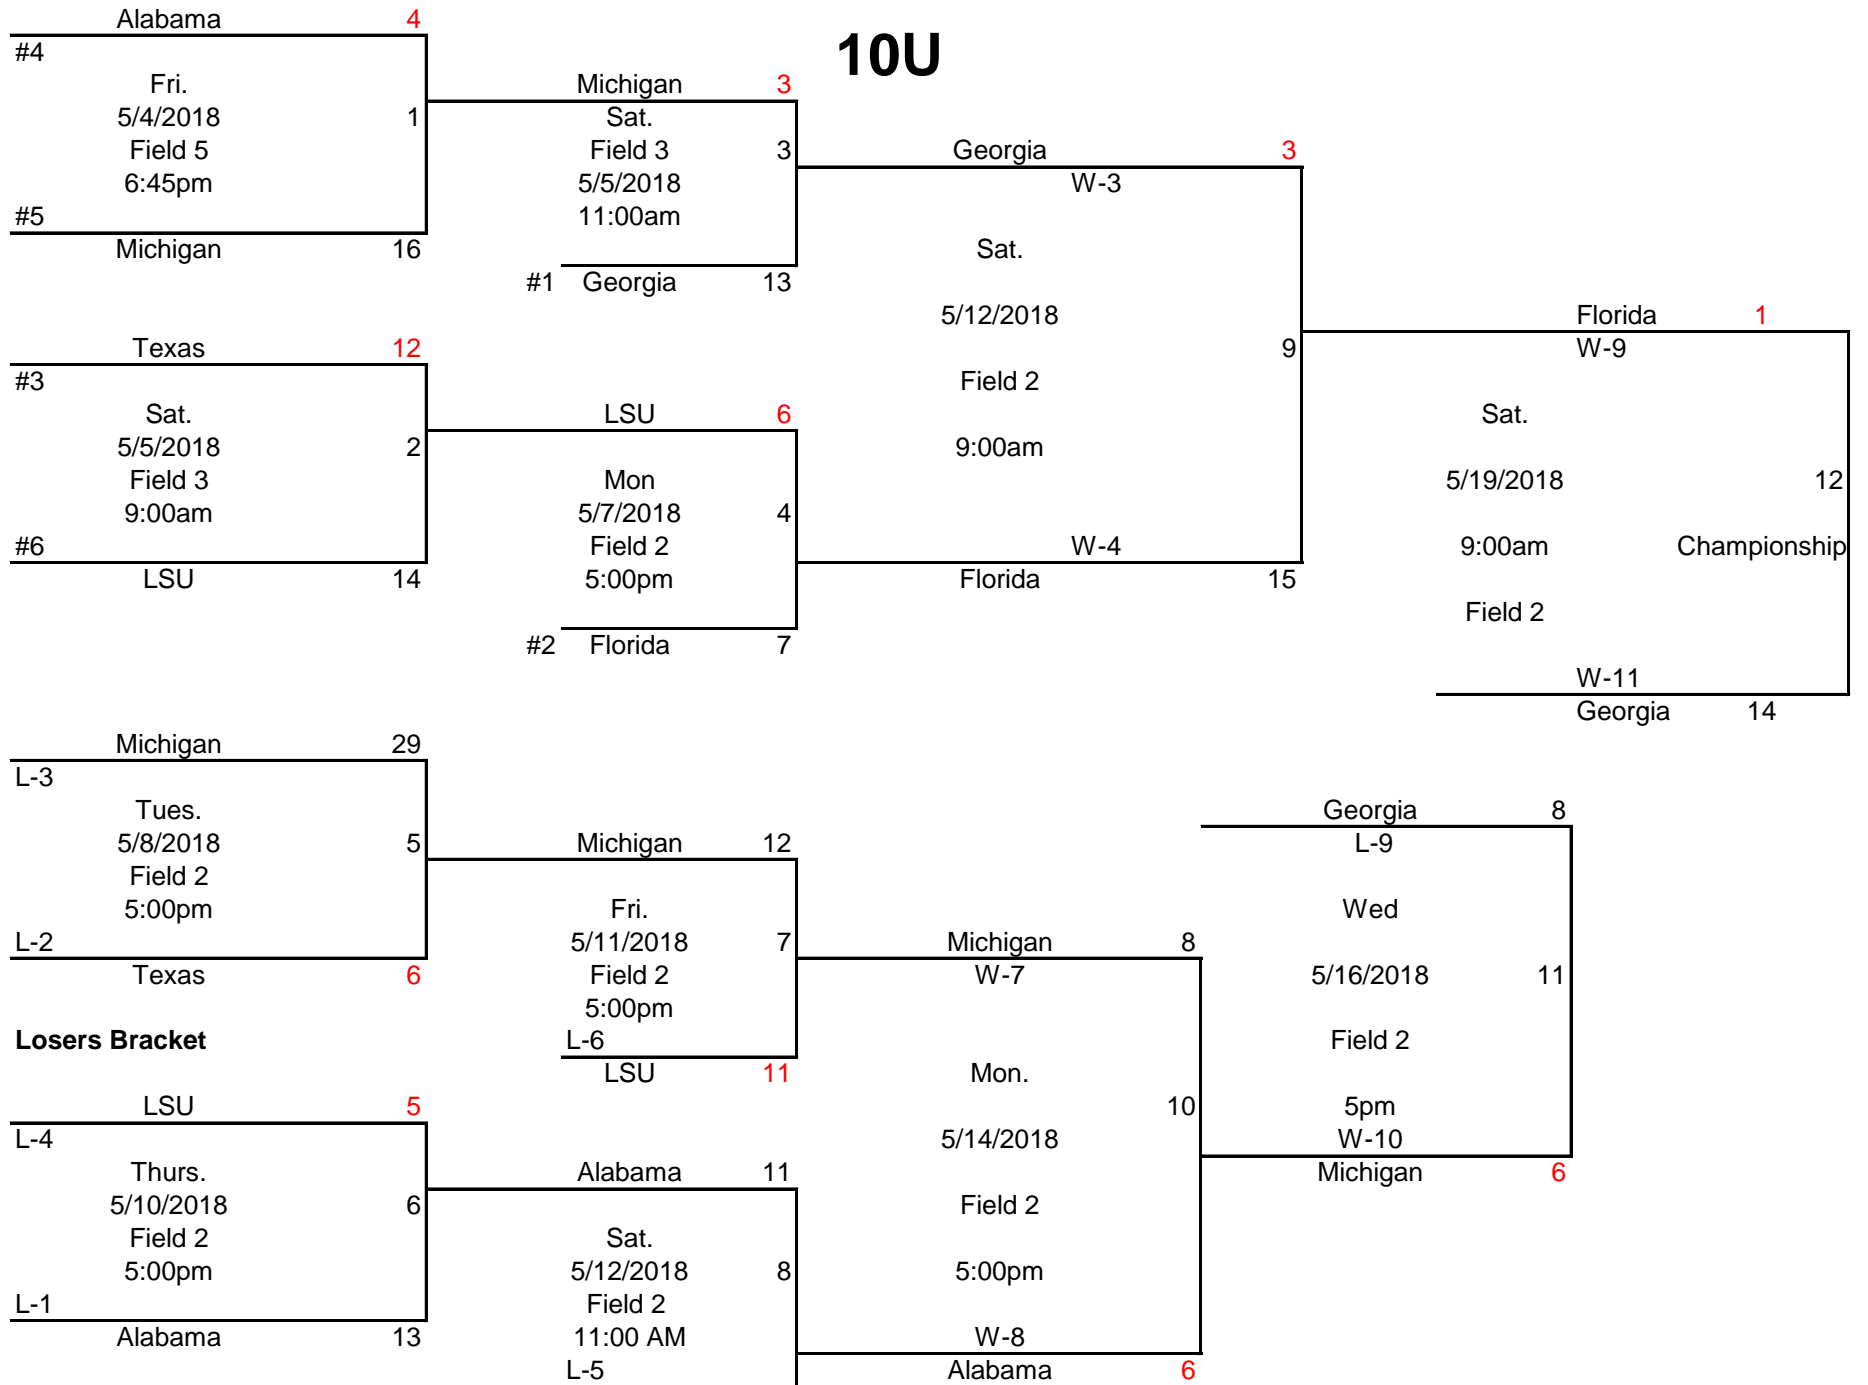 10U
Alabama 4
#4
Fri.
5/4/2018 1
Field 5
6:45pm
#5
Michigan 16
Michigan 3
Sat.
Field 3 3
5/5/2018
11:00am
#1 Georgia 13
Georgia 3
W-3
Sat.
5/12/2018
9
Field 2
9:00am
W-4
Florida 15
Texas 12
#3
Sat.
5/5/2018 2
Field 3
9:00am
#6
LSU 14
LSU 6
Mon
5/7/2018 4
Field 2
5:00pm
#2 Florida 7
Florida 1
W-9
Sat.
5/19/2018 12
9:00am Championship
Field 2
W-11
Georgia 14
Michigan 29
L-3
Tues.
5/8/2018 5
Field 2
5:00pm
L-2
Texas 6
Losers Bracket
Michigan 12
Fri.
5/11/2018 7
Field 2
5:00pm
L-6
LSU 11
LSU 5
L-4
Thurs.
5/10/2018 6
Field 2
5:00pm
L-1
Alabama 13
Alabama 11
Sat.
5/12/2018 8
Field 2
11:00 AM
L-5
Michigan 8
W-7
Mon.
10
5/14/2018
Field 2
5:00pm
W-8
Alabama 6
Georgia 8
L-9
Wed
5/16/2018 11
Field 2
5pm
W-10
Michigan 6